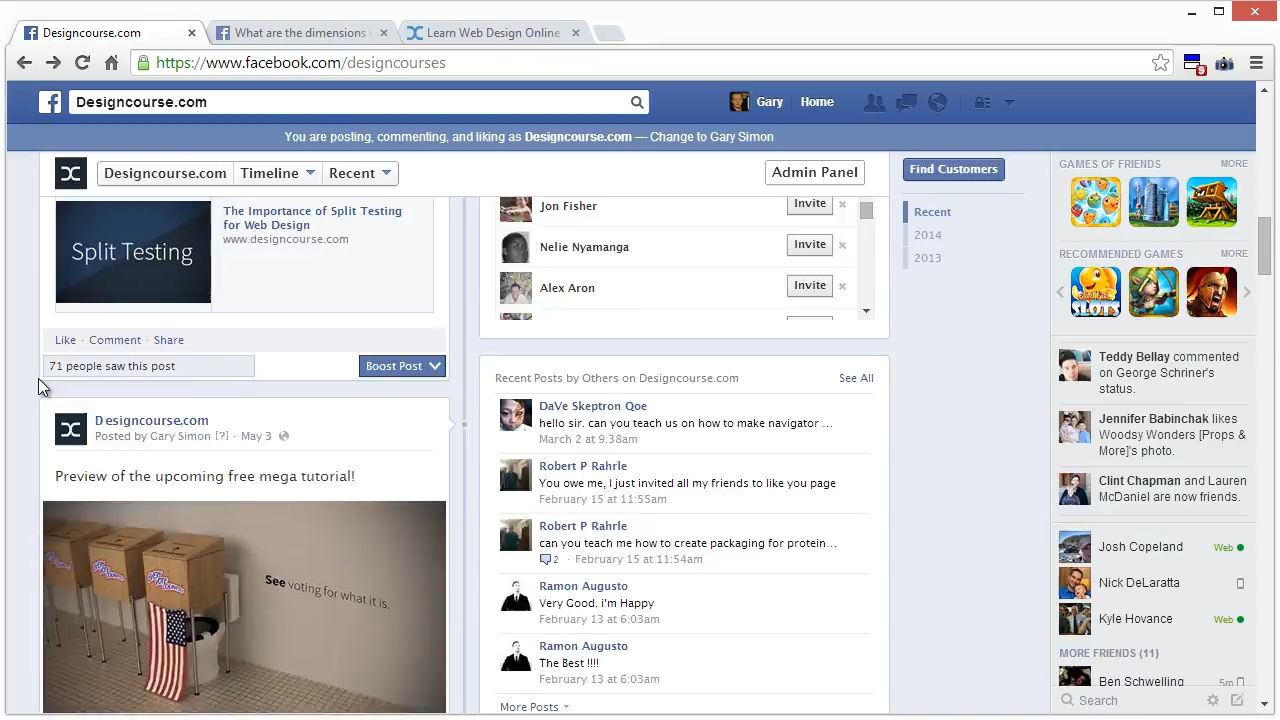 Designcourse.com
What are the dimensions
Learn Web Design Online
https://www.facebook.com/designcourses
9
Designcourse.com
Gary
Home
You are posting, commenting, and liking as Designcourse.com — Change to Gary Simon
Designcourse.com
Timeline
Recent
Admin Panel
Split Testing
The Importance of Split Testing
for Web Design
www.designcourse.com
Like · Comment · Share
71 people saw this post
Boost Post
Designcourse.com
Posted by Gary Simon [?] · May 3
Preview of the upcoming free mega tutorial!
See voting for what it is.
Jon Fisher
Invite
Nelie Nyamanga
Invite
Alex Aron
Invite
Recent Posts by Others on Designcourse.com
See All
DaVe Skeptron Qoe
hello sir. can you teach us on how to make navigator ...
March 2 at 9:38am
Robert P Rahrle
You owe me, I just invited all my friends to like you page
February 15 at 11:55am
Robert P Rahrle
can you teach me how to create packaging for protein...
2 · February 15 at 11:54am
Ramon Augusto
Very Good. i'm Happy
February 13 at 6:03am
Ramon Augusto
The Best !!!!
February 13 at 6:03am
More Posts
Find Customers
Recent
2014
2013
GAMES OF FRIENDS
MORE
RECOMMENDED GAMES
MORE
SLOTS
Teddy Bellay commented
on George Schriner's
status.
Jennifer Babinchak likes
Woodsy Wonders [Props &
More]'s photo.
Clint Chapman and Lauren
McDaniel are now friends.
Josh Copeland
Web
Nick DeLaratta
Kyle Hovance
Web
MORE FRIENDS (11)
Ben Schwelling
5m
Search